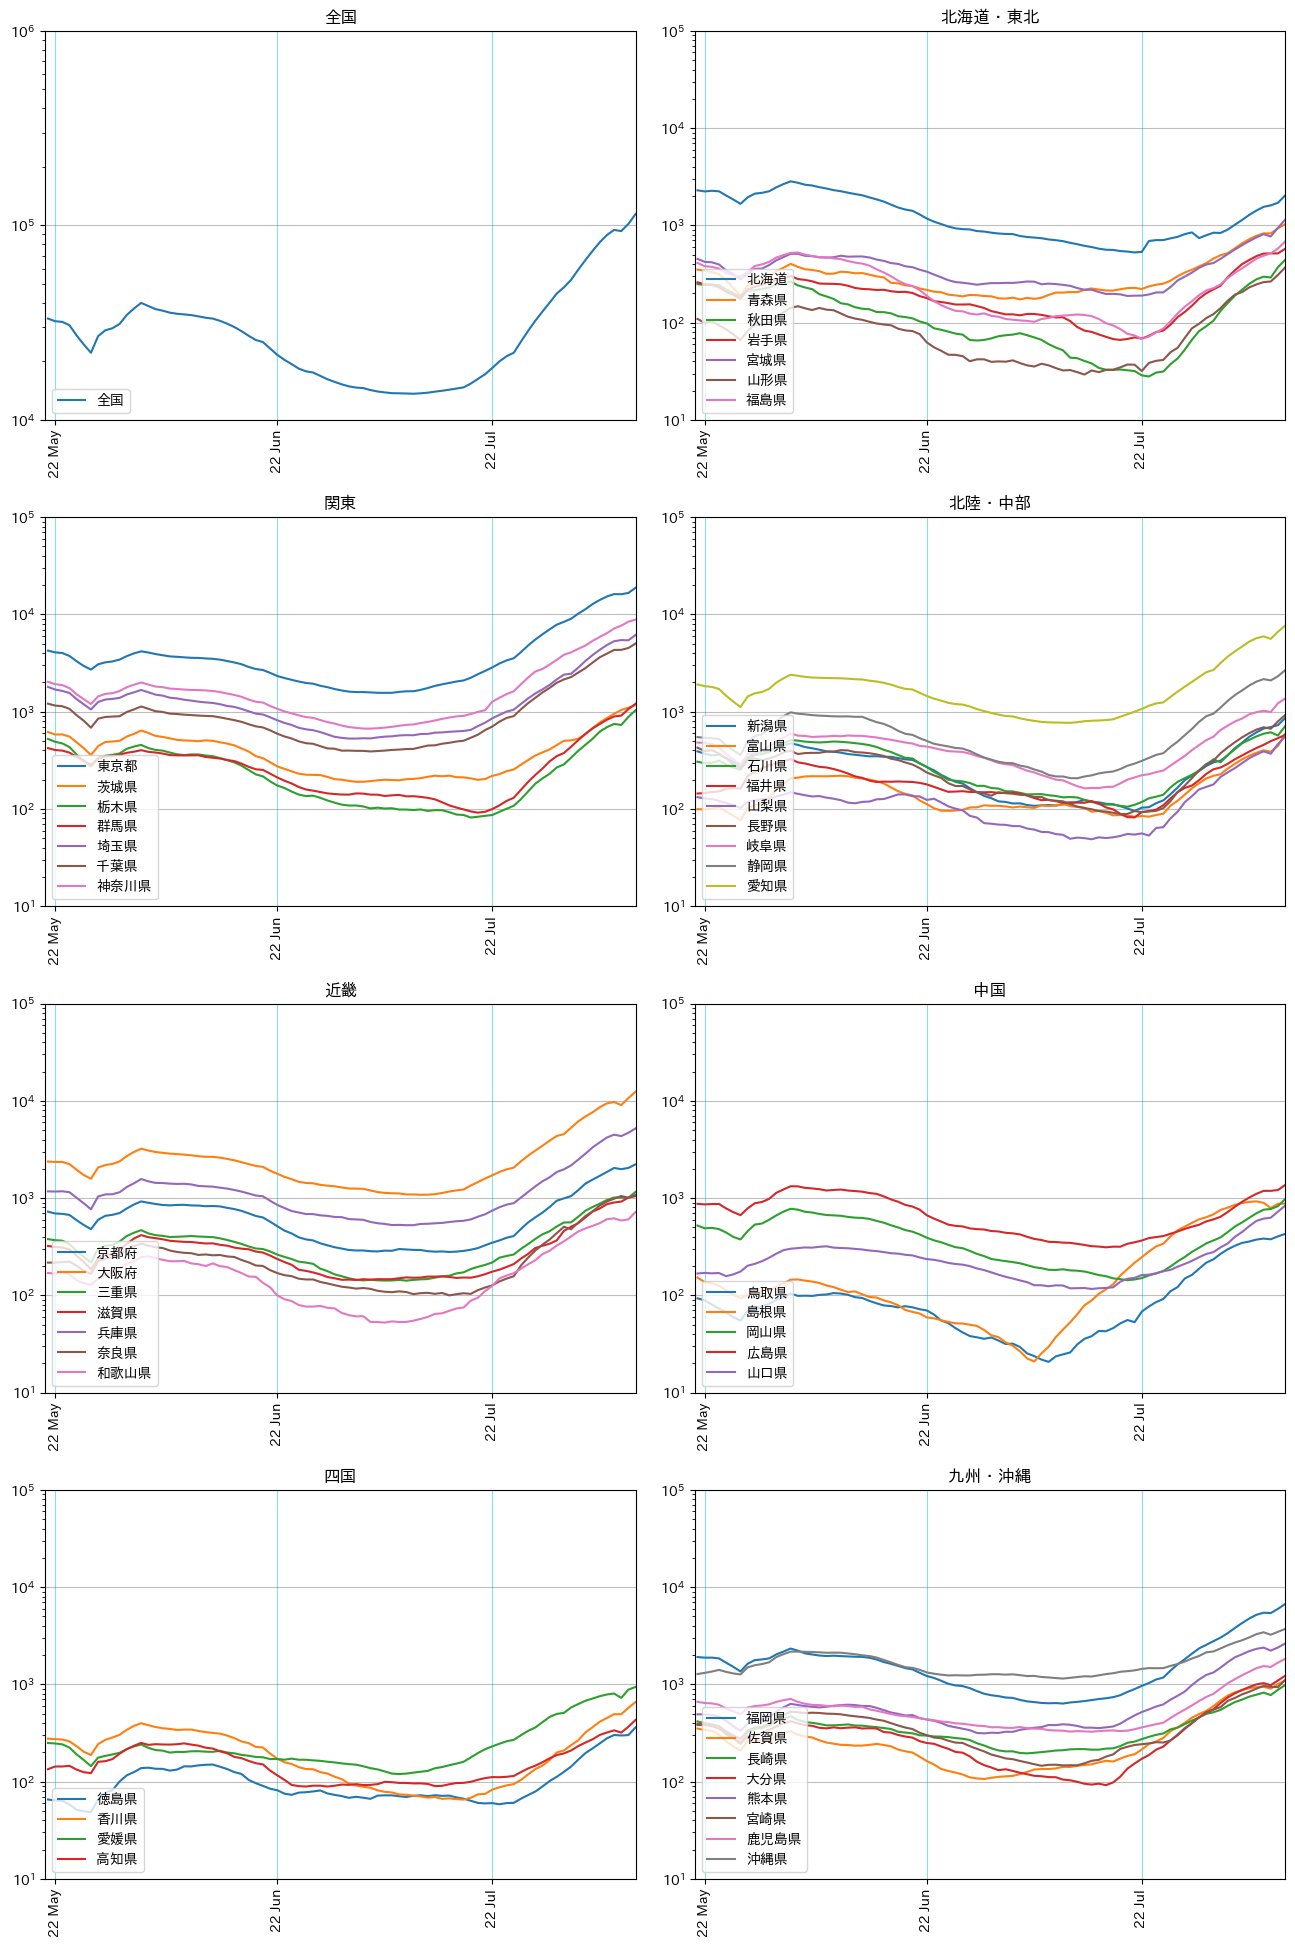 全国
10^6
10^5
10^4
全国
22 May
22 Jun
22 Jul
北海道・東北
10^5
10^4
10^3
10^2
10^1
北海道
青森県
秋田県
岩手県
宮城県
山形県
福島県
22 May
22 Jun
22 Jul
関東
10^5
10^4
10^3
10^2
10^1
東京都
茨城県
栃木県
群馬県
埼玉県
千葉県
神奈川県
22 May
22 Jun
22 Jul
北陸・中部
10^5
10^4
10^3
10^2
10^1
新潟県
富山県
石川県
福井県
山梨県
長野県
岐阜県
静岡県
愛知県
22 May
22 Jun
22 Jul
近畿
10^5
10^4
10^3
10^2
10^1
京都府
大阪府
三重県
滋賀県
兵庫県
奈良県
和歌山県
22 May
22 Jun
22 Jul
中国
10^5
10^4
10^3
10^2
10^1
鳥取県
島根県
岡山県
広島県
山口県
22 May
22 Jun
22 Jul
四国
10^5
10^4
10^3
10^2
10^1
徳島県
香川県
愛媛県
高知県
22 May
22 Jun
22 Jul
九州・沖縄
10^5
10^4
10^3
10^2
10^1
福岡県
佐賀県
長崎県
大分県
熊本県
宮崎県
鹿児島県
沖縄県
22 May
22 Jun
22 Jul